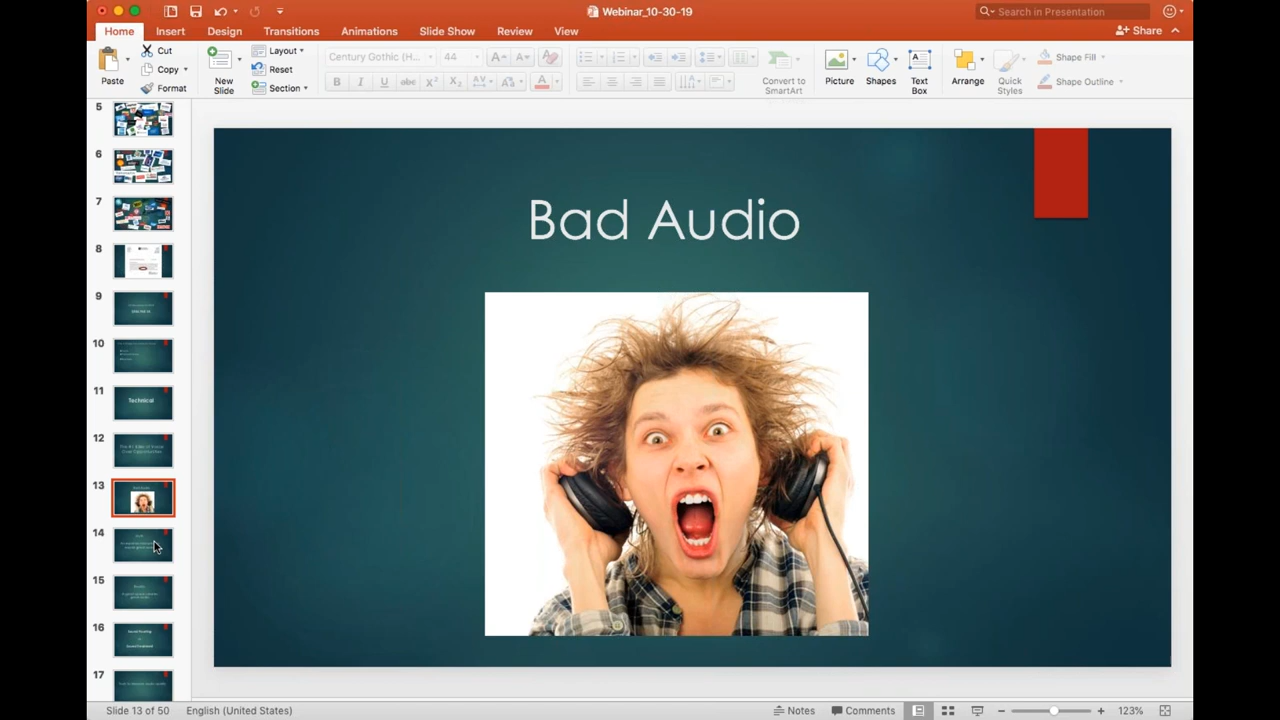 Webinar_10-30-19
Search in Presentation
Home Insert Design Transitions Animations Slide Show Review View Share
Paste Cut Copy Format
New Slide
Layout
Reset
Section
Century Gothic (H... 44
Convert to SmartArt
Picture
Shapes
Text Box
Arrange
Quick Styles
Shape Fill
Shape Outline
5
6
7
8
9
10
11
Technical
12
13
14
15
16
17
Bad Audio
Slide 13 of 50 English (United States) Notes Comments 123%